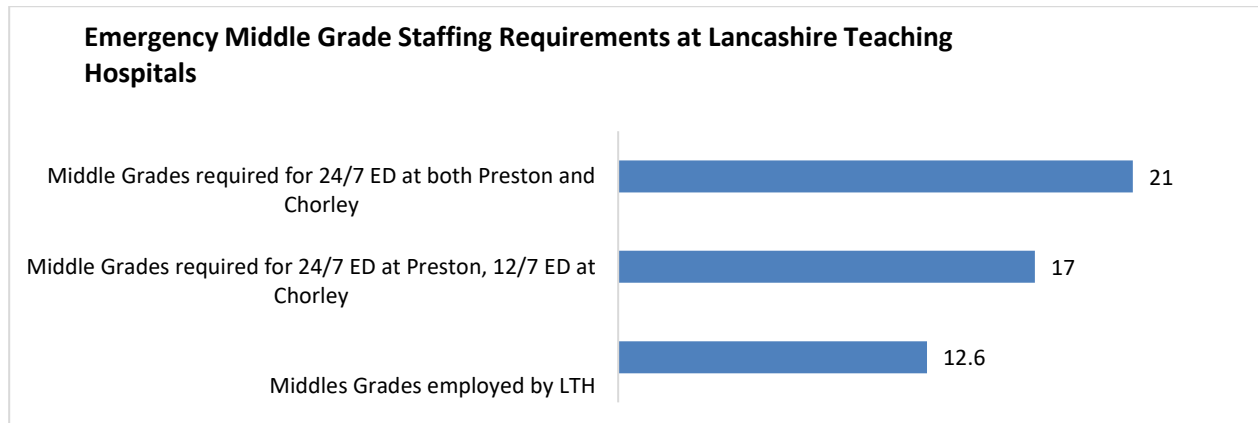 Emergency Middle Grade Staffing Requirements at Lancashire Teaching
Hospitals
Middle Grades required for 24/7 ED at both Preston and
Chorley
21
Middle Grades required for 24/7 ED at Preston, 12/7 ED at
Chorley
17
Middles Grades employed by LTH
12.6